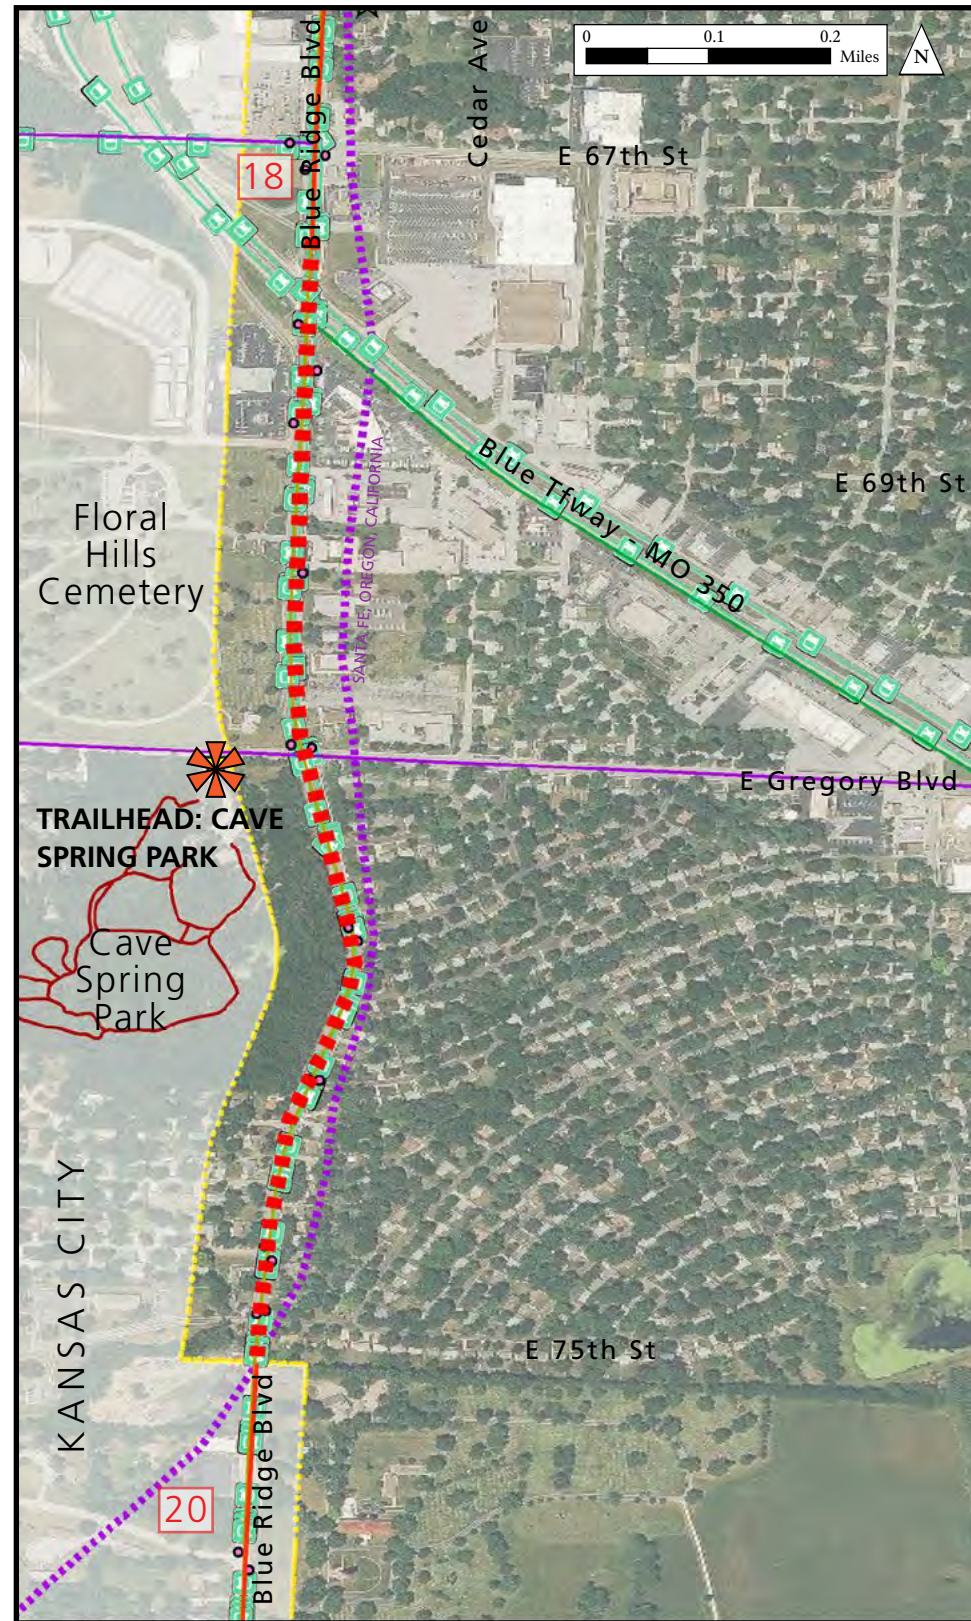 0
0.1
0.2
Miles
N
Blue Ridge Blvd
Cedar Ave
E 67th St
18
Blue Tfway - MO 350
E 69th St
SANTA FE, OREGON, CALIFORNIA
Floral
Hills
Cemetery
E Gregory Blvd
TRAILHEAD: CAVE
SPRING PARK
Cave
Spring
Park
KANSAS CITY
E 75th St
Blue Ridge Blvd
20